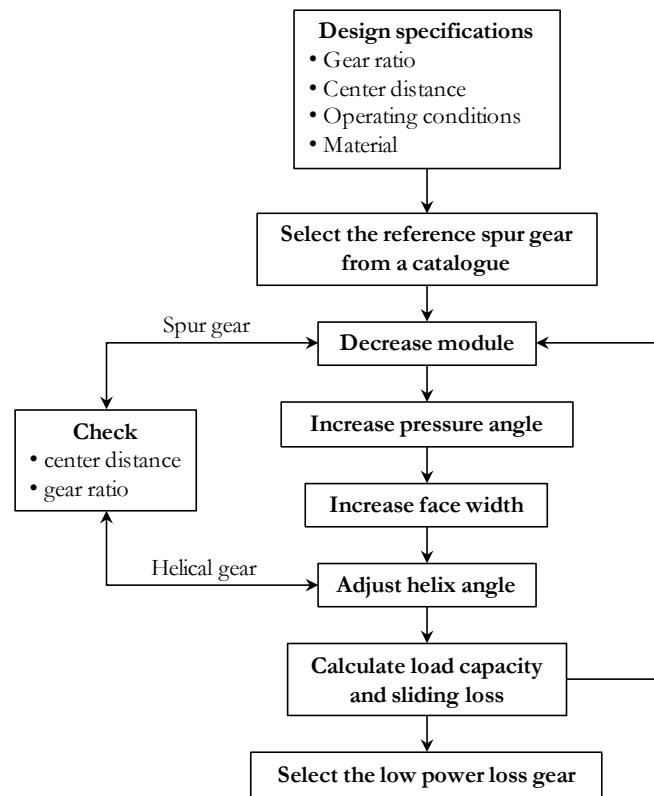 Design specifications
• Gear ratio
• Center distance
• Operating conditions
• Material
Select the reference spur gear
from a catalogue
Spur gear
Decrease module
Increase pressure angle
Check
• center distance
• gear ratio
Increase face width
Helical gear
Adjust helix angle
Calculate load capacity
and sliding loss
Select the low power loss gear